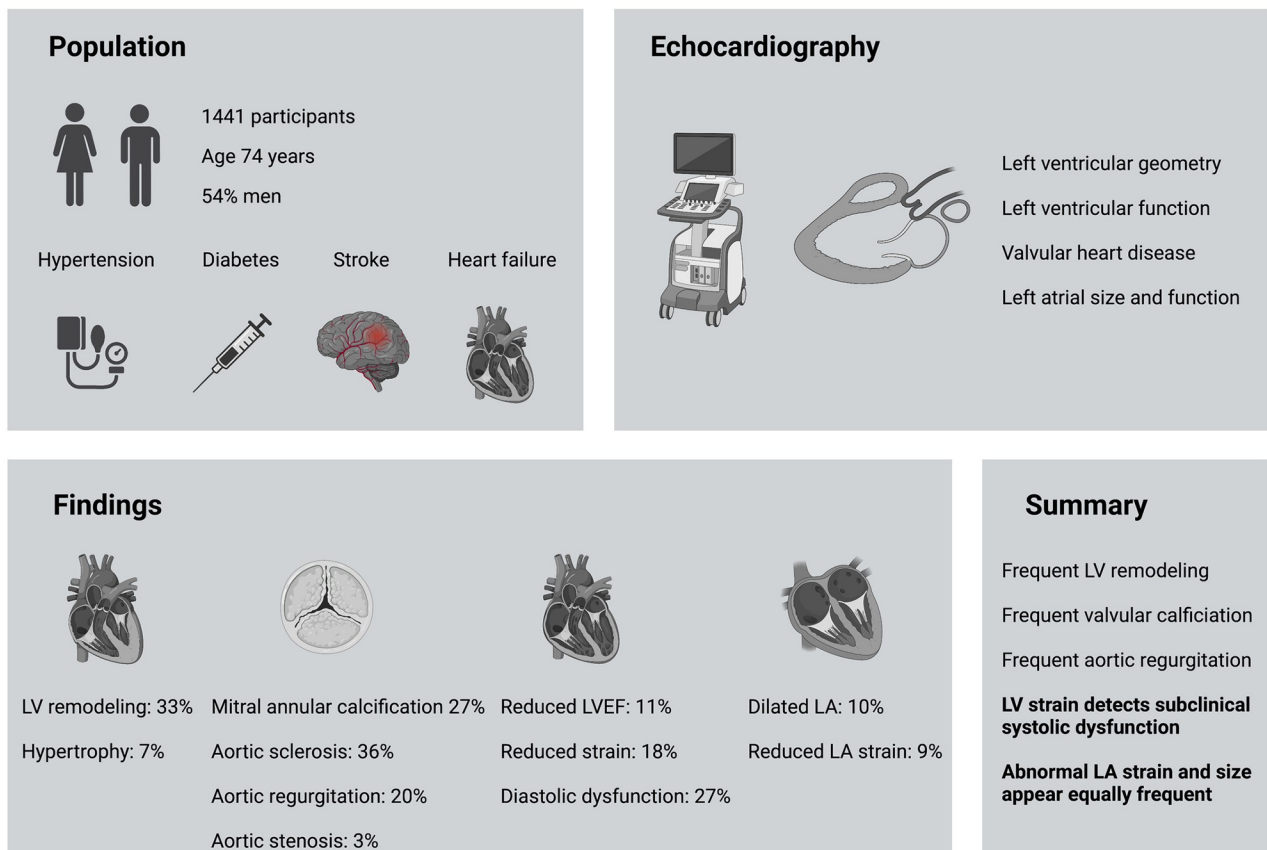 Population
1441 participants
Age 74 years
54% men
Hypertension
Diabetes
Stroke
Heart failure
Echocardiography
Left ventricular geometry
Left ventricular function
Valvular heart disease
Left atrial size and function
Findings
LV remodeling: 33%
Hypertrophy: 7%
Mitral annular calcification 27%
Aortic sclerosis: 36%
Aortic regurgitation: 20%
Aortic stenosis: 3%
Reduced LVEF: 11%
Reduced strain: 18%
Diastolic dysfunction: 27%
Dilated LA: 10%
Reduced LA strain: 9%
Summary
Frequent LV remodeling
Frequent valvular calficiation
Frequent aortic regurgitation
LV strain detects subclinical
systolic dysfunction
Abnormal LA strain and size
appear equally frequent